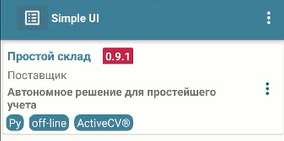 Simple UI
Простой склад 0.9.1
Поставщик
Автономное решение для простейшего
учета
Py off-line ActiveCV®